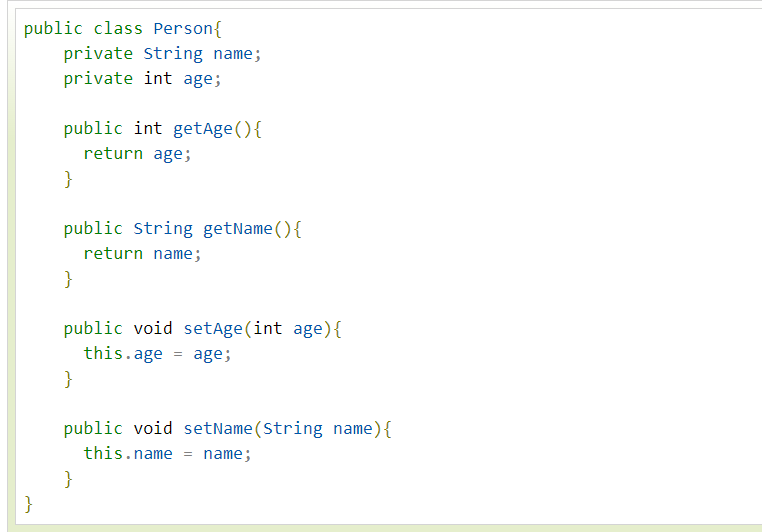 public class Person{
    private String name;
    private int age;

    public int getAge(){
      return age;
    }

    public String getName(){
      return name;
    }

    public void setAge(int age){
      this.age = age;
    }

    public void setName(String name){
      this.name = name;
    }
}